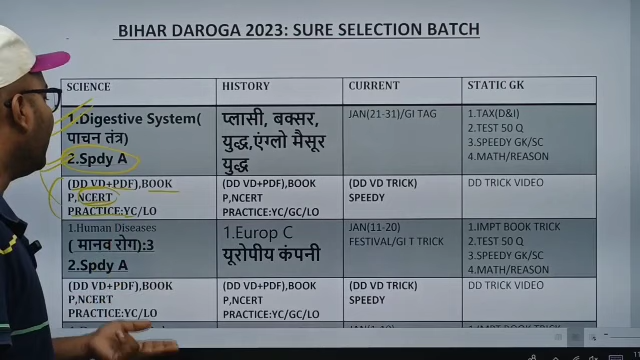 BIHAR DAROGA 2023: SURE SELECTION BATCH
SCIENCE
HISTORY
CURRENT
STATIC GK
1.Digestive System(
पाचन तंत्र)
2.Spdy A
प्लासी, बक्सर,
युद्ध,एंग्लो मैसूर
युद्ध
JAN(21-31)/GI TAG
1.TAX(D&I)
2.TEST 50 Q
3.SPEEDY GK/SC
4.MATH/REASON
(DD VD+PDF),BOOK
P,NCERT
PRACTICE:YC/LO
(DD VD+PDF),BOOK
P,NCERT
PRACTICE:YC/GC/LO
(DD VD TRICK)
SPEEDY
DD TRICK VIDEO
1.Human Diseases
( मानव रोग):3
2.Spdy A
1.Europ C
यूरोपीय कंपनी
JAN(11-20)
FESTIVAL/GI T TRICK
1.IMPT BOOK TRICK
2.TEST 50 Q
3.SPEEDY GK/SC
4.MATH/REASON
(DD VD+PDF),BOOK
P,NCERT
PRACTICE:YC/LO
(DD VD+PDF),BOOK
P,NCERT
PRACTICE:YC/GC/LO
(DD VD TRICK)
SPEEDY
DD TRICK VIDEO